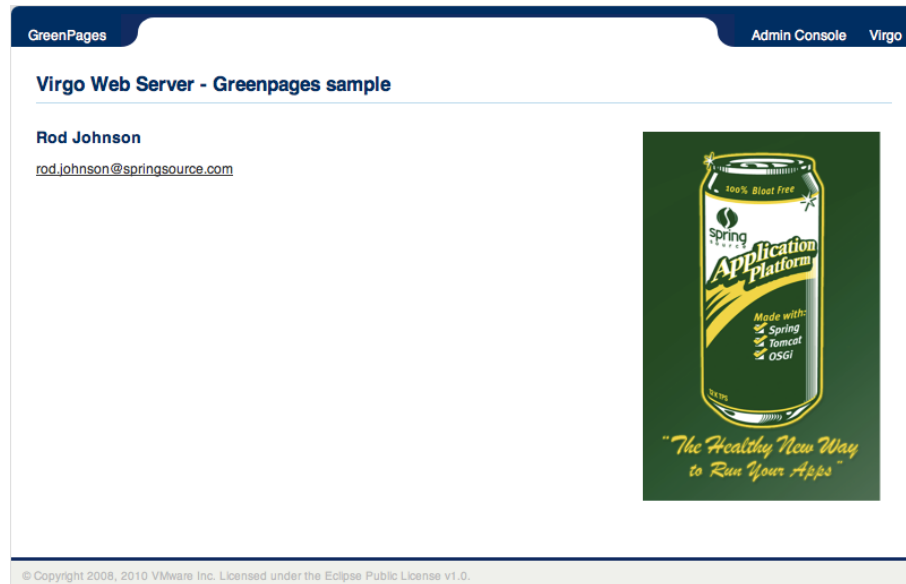 GreenPages
Admin Console Virgo
Virgo Web Server - Greenpages sample
Rod Johnson
rod.johnson@springsource.com
100% Bloat Free
spring
source
Application
Platform
Made with:
Spring
Tomcat
OSGi
12 X TPS
"The Healthy New Way
to Run Your Apps"
© Copyright 2008, 2010 VMware Inc. Licensed under the Eclipse Public License v1.0.